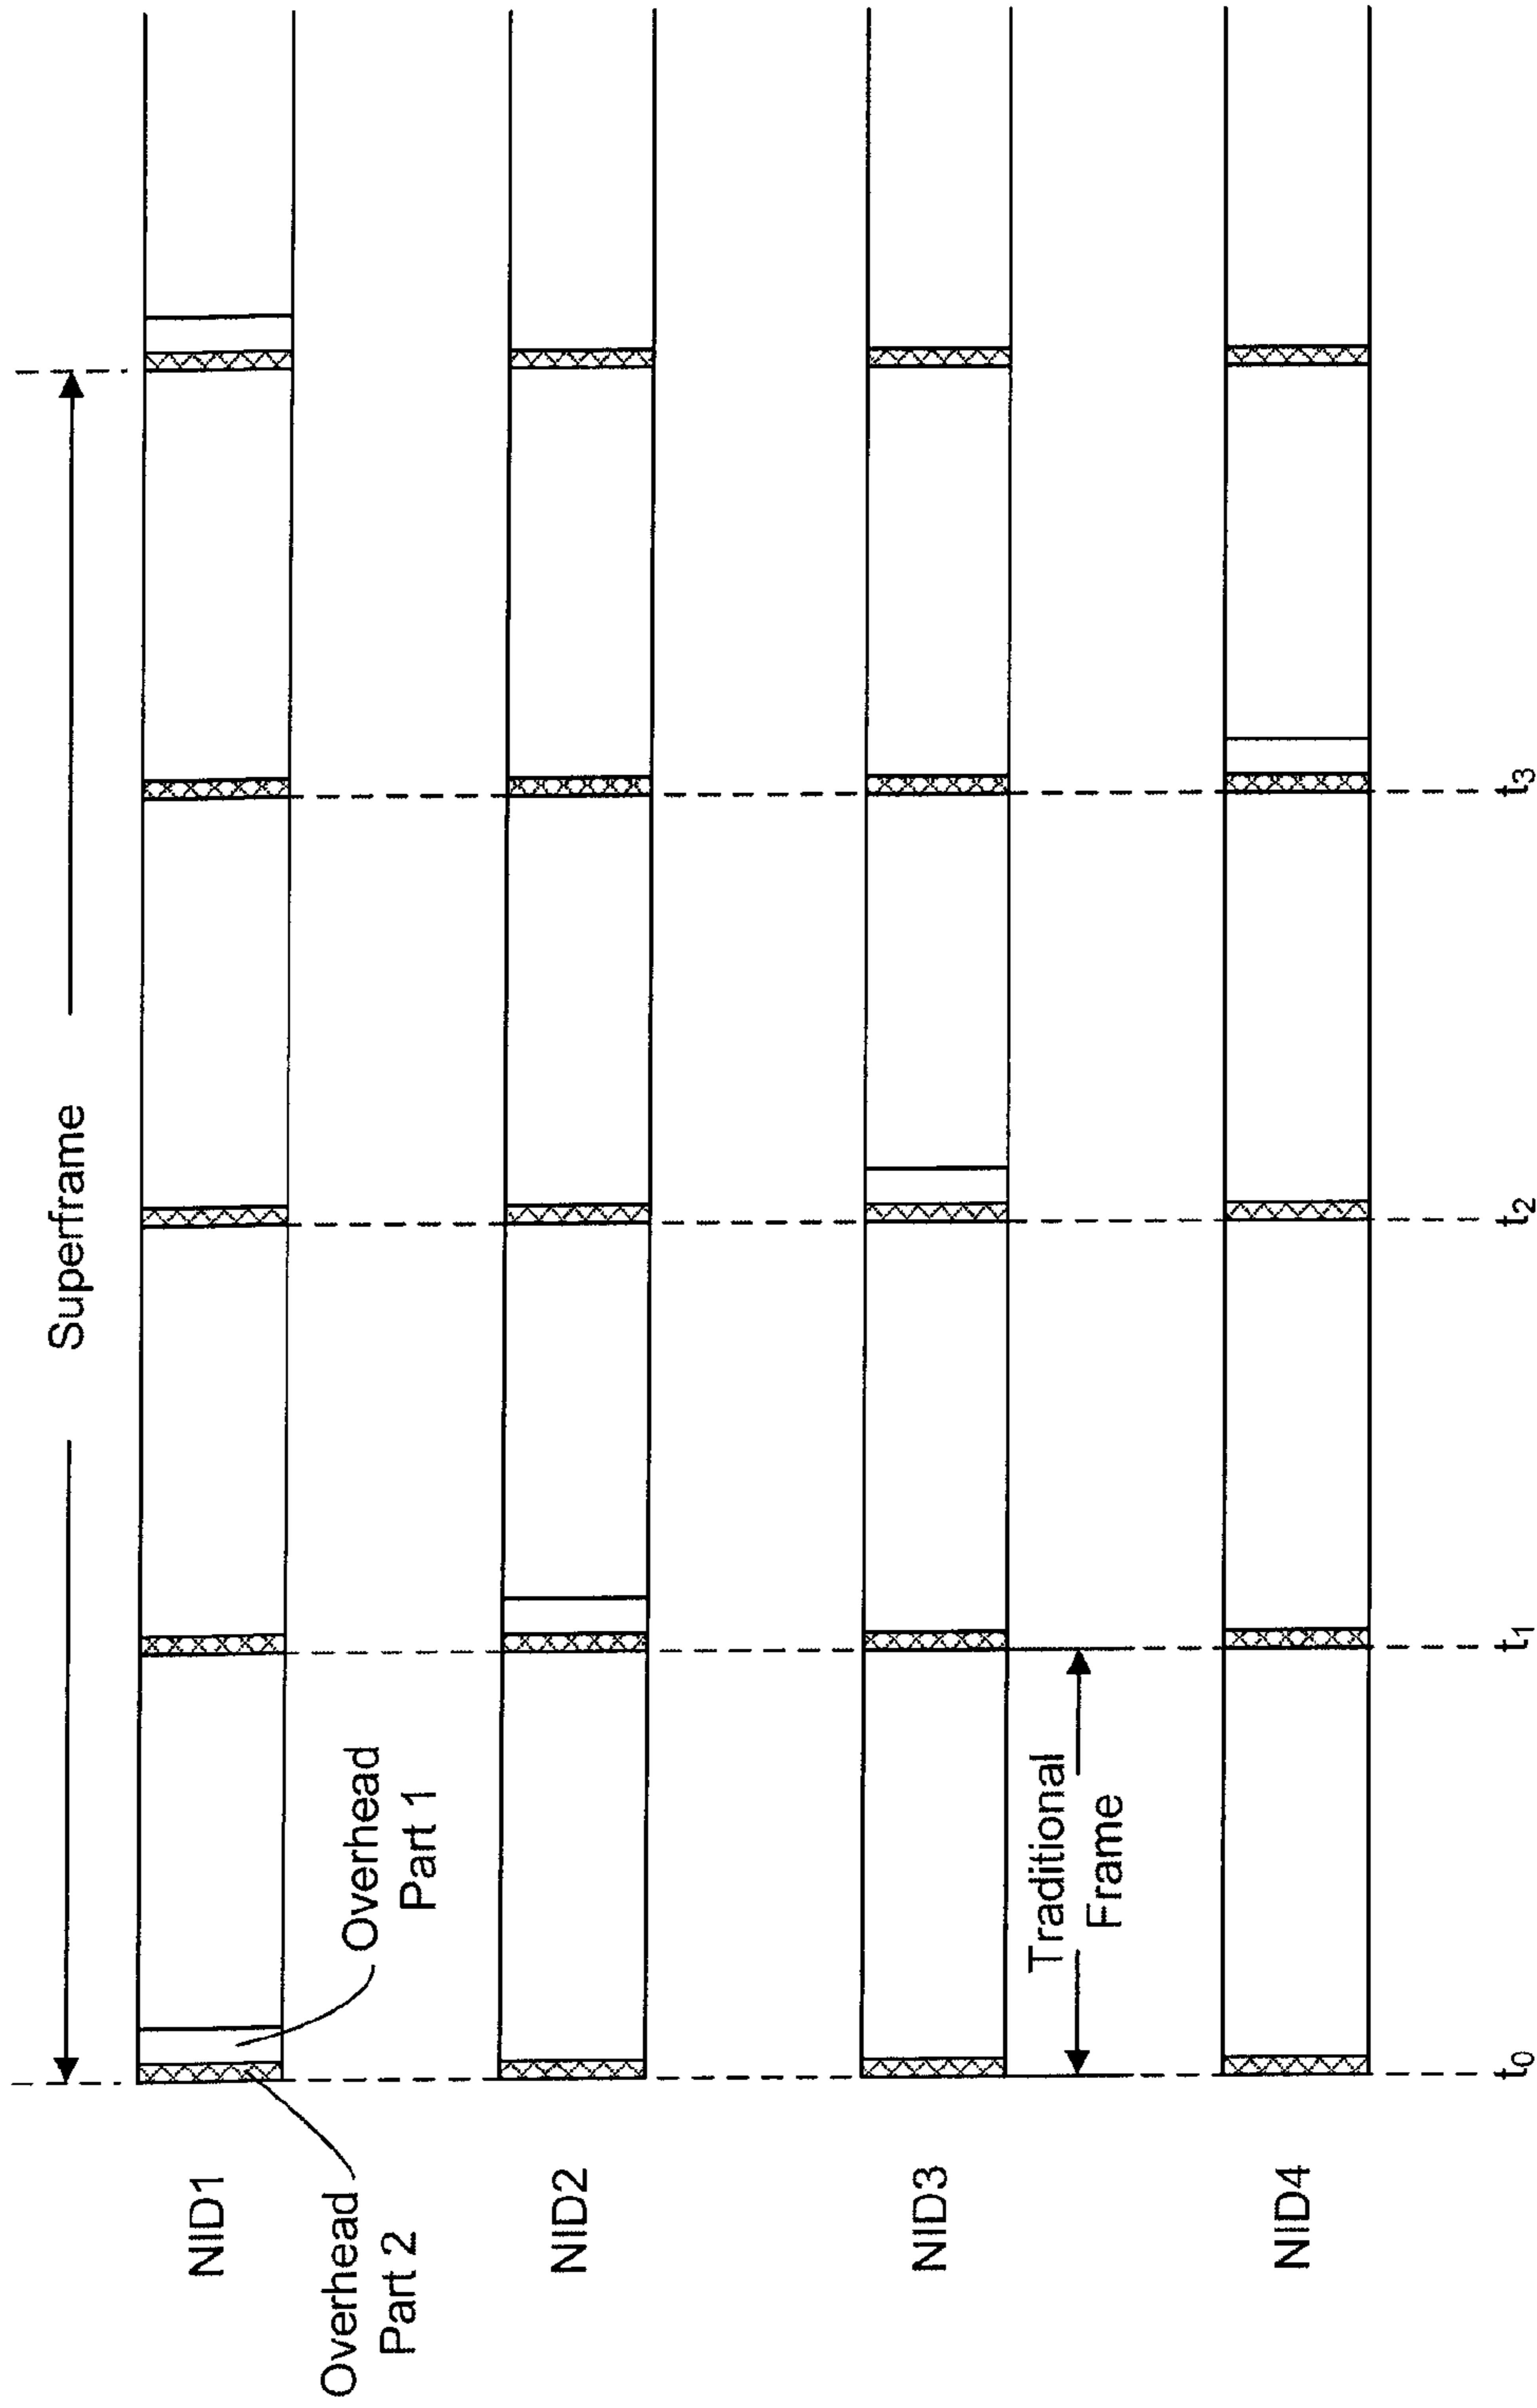 Superframe
NID1
Overhead
Part 1
Overhead
Part 2
NID2
NID3
Traditional
Frame
NID4
t0
t1
t2
t3